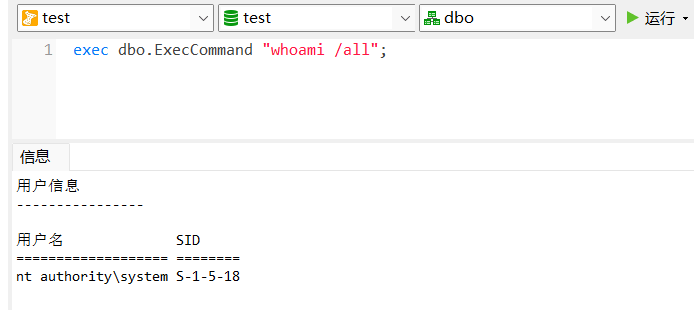 test test dbo 运行
1 exec dbo.ExecCommand "whoami /all";
信息
用户信息
----------------
用户名 SID
=================== ========
nt authority\system S-1-5-18